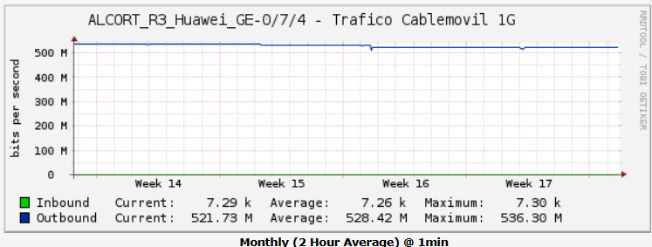 ALCORT_R3_Huawei_GE-0/7/4 - Trafico Cablemovil 1G
RRDTOOL / TOBI OETIKER
bits per second
500 M
400 M
300 M
200 M
100 M
0
Week 14 Week 15 Week 16 Week 17
Inbound Current: 7.29 k Average: 7.26 k Maximum: 7.30 k
Outbound Current: 521.73 M Average: 528.42 M Maximum: 536.30 M
Monthly (2 Hour Average) @ 1min